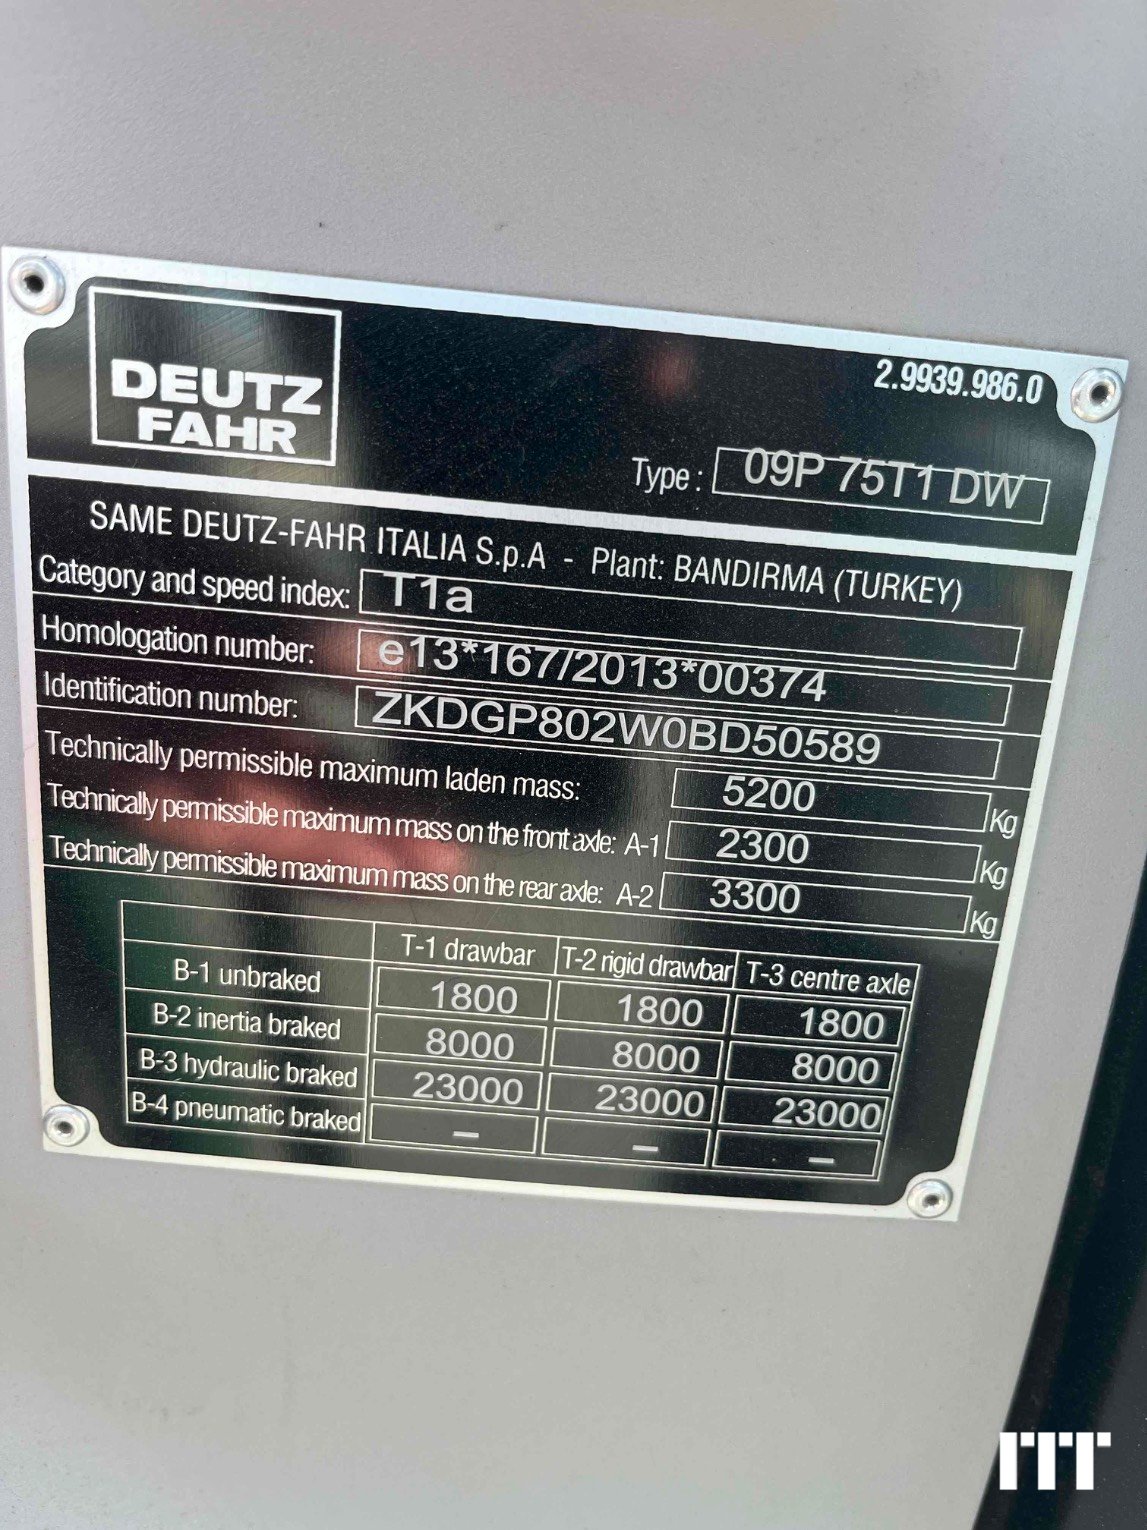 DEUTZ
FAHR
2.9939.986.0
Type : 09P 75T1 DW
SAME DEUTZ-FAHR ITALIA S.p.A - Plant: BANDIRMA (TURKEY)
Category and speed index: T1a
Homologation number: e13*167/2013*00374
Identification number: ZKDGP802W0BD50589
Technically permissible maximum laden mass: 5200 Kg
Technically permissible maximum mass on the front axle: A-1 2300 Kg
Technically permissible maximum mass on the rear axle: A-2 3300 Kg
T-1 drawbar T-2 rigid drawbar T-3 centre axle
B-1 unbraked 1800 1800 1800
B-2 inertia braked 8000 8000 8000
B-3 hydraulic braked 23000 23000 23000
B-4 pneumatic braked – – –